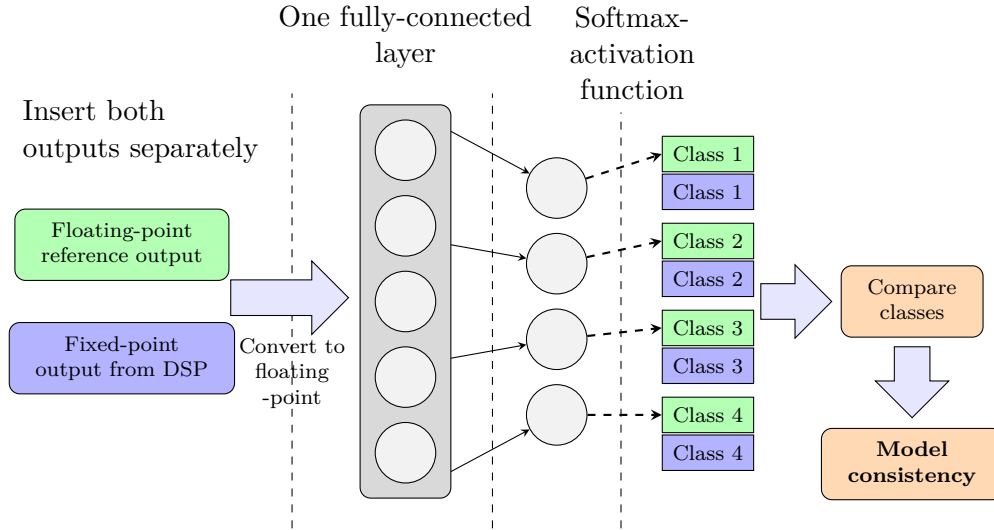 One fully-connected
layer
Softmax-
activation
function
Insert both
outputs separately
Floating-point
reference output
Fixed-point
output from DSP
Convert to
floating
-point
Class 1
Class 1
Class 2
Class 2
Class 3
Class 3
Class 4
Class 4
Compare
classes
Model
consistency